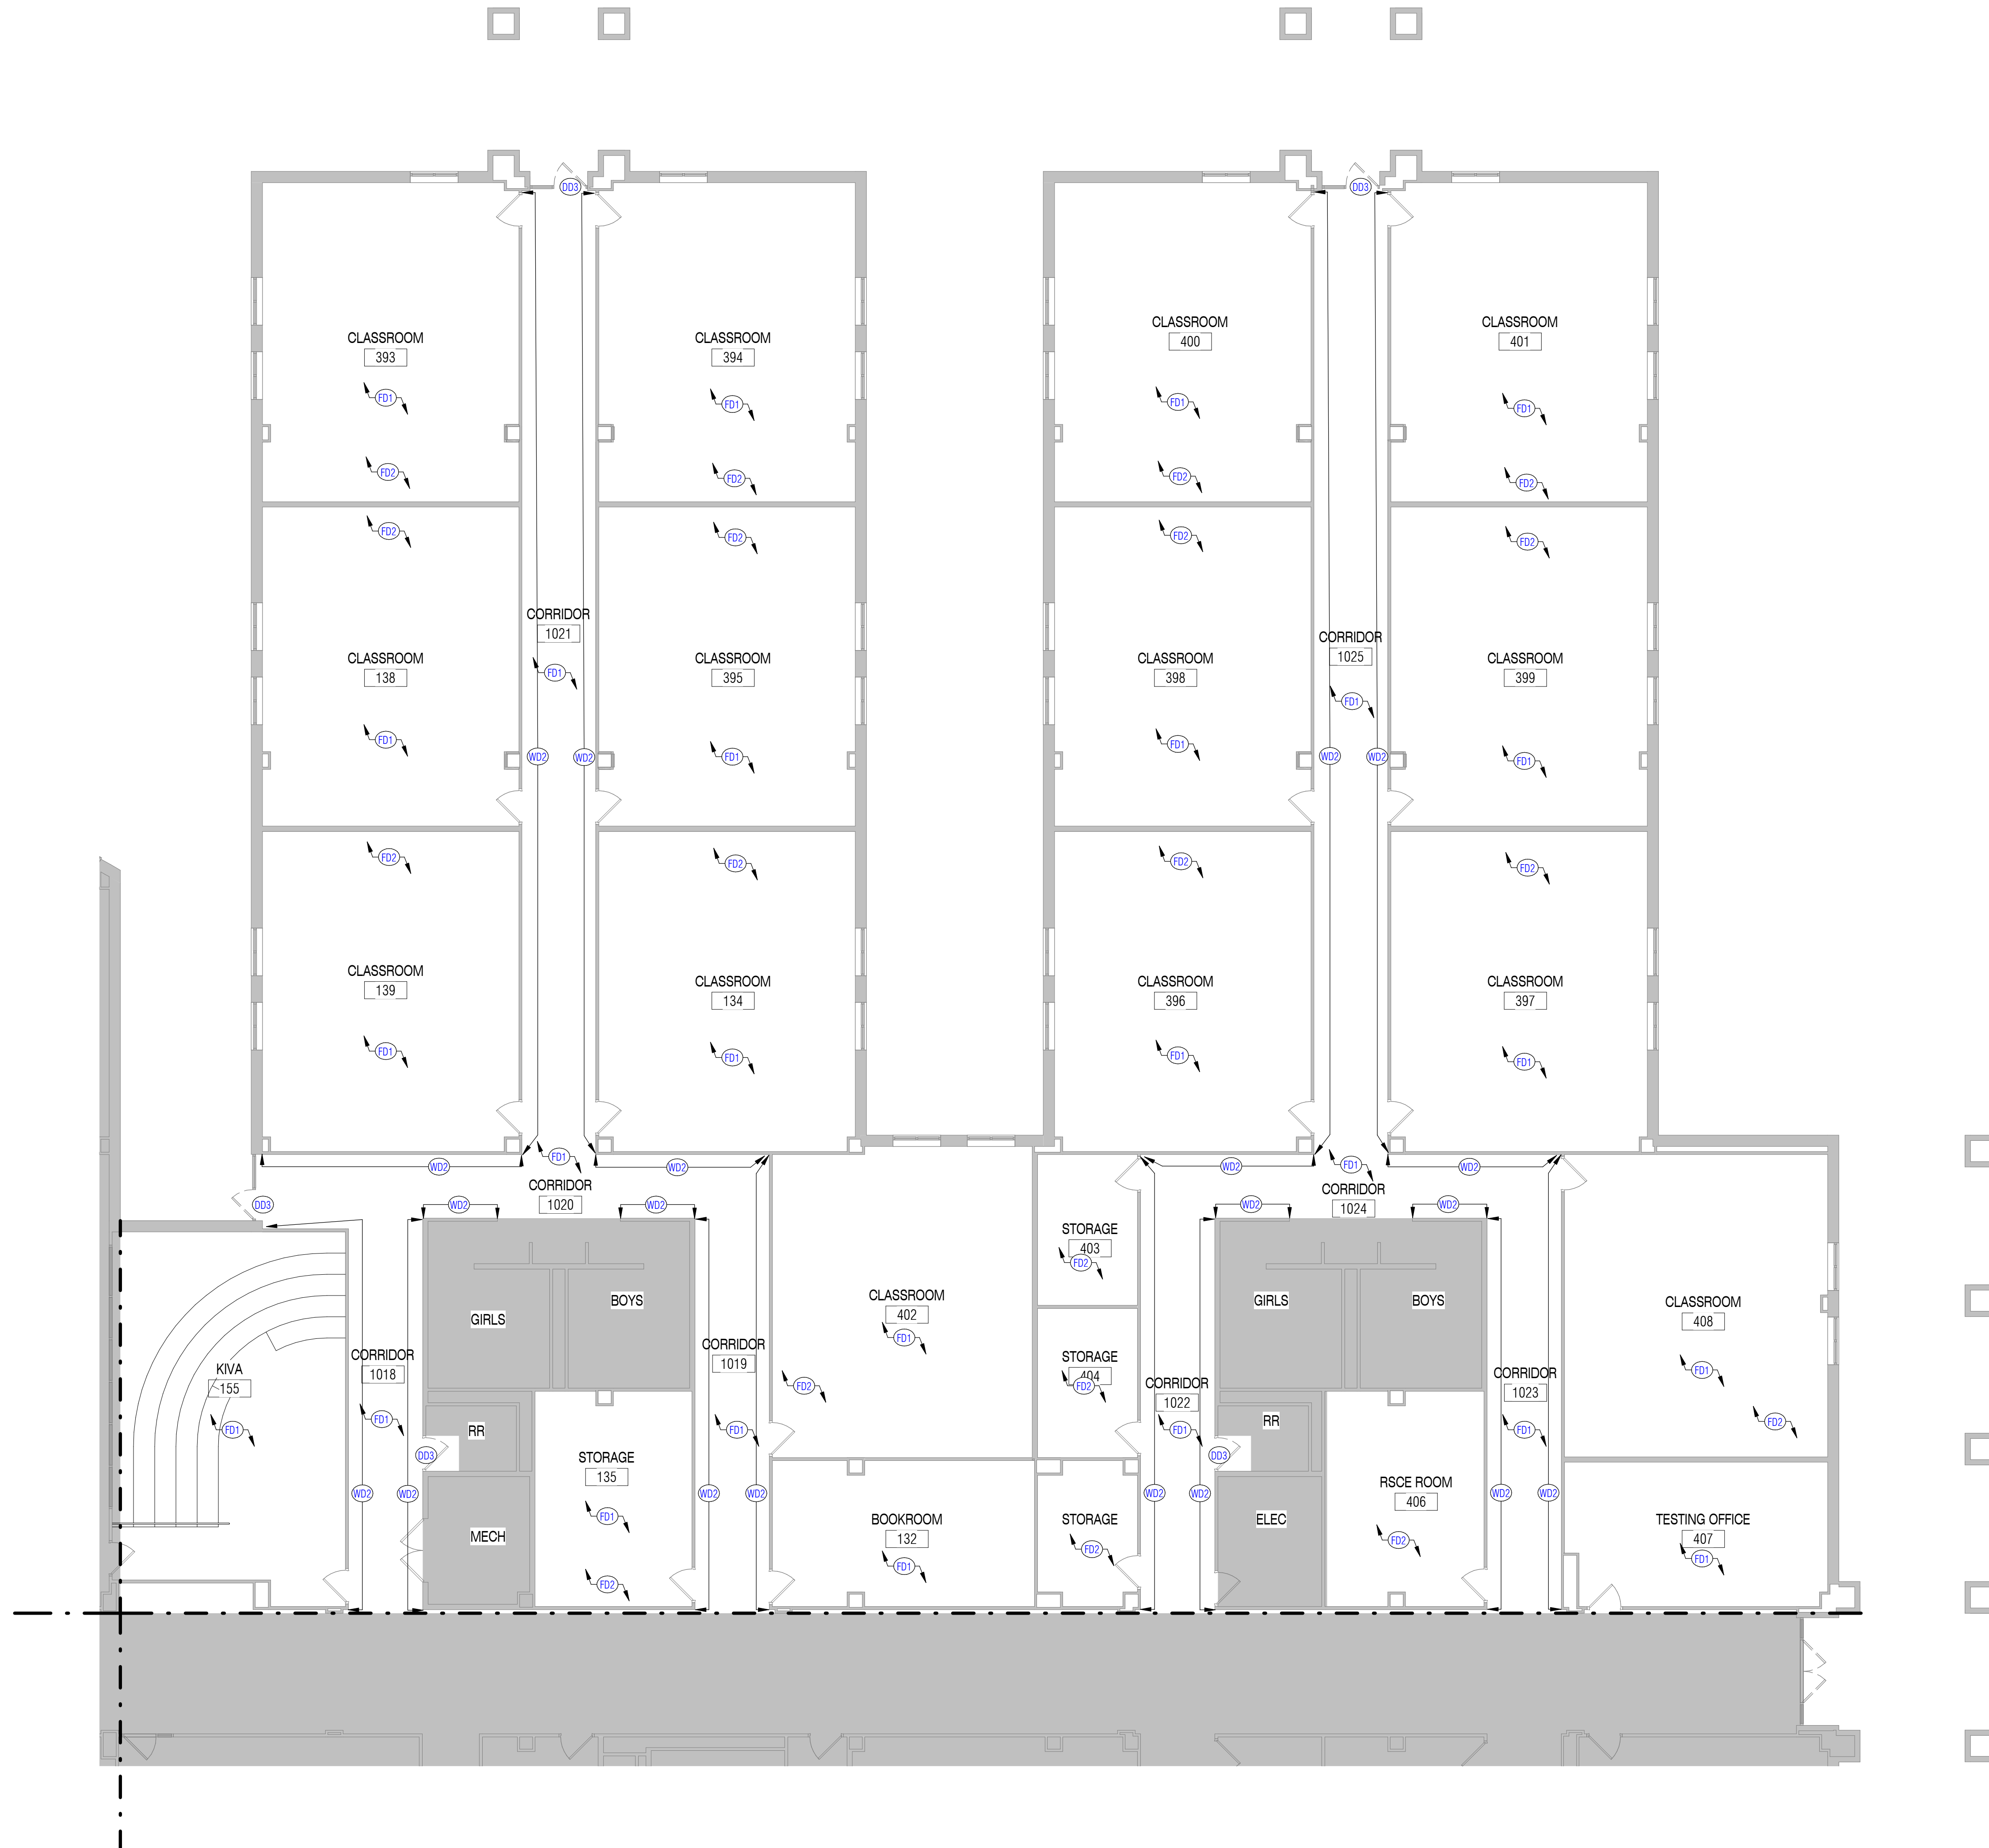 DD3
DD3
CLASSROOM
400
CLASSROOM
401
CLASSROOM
393
CLASSROOM
394
FD1
FD1
FD1
FD1
FD2
FD2
FD2
FD2
FD2
FD2
FD2
FD2
CORRIDOR
1021
CORRIDOR
1025
CLASSROOM
138
CLASSROOM
395
CLASSROOM
398
CLASSROOM
399
FD1
FD1
FD1
FD1
FD1
FD1
WD2
WD2
WD2
WD2
FD2
FD2
FD2
FD2
CLASSROOM
139
CLASSROOM
134
CLASSROOM
396
CLASSROOM
397
FD1
FD1
FD1
FD1
WD2
FD1
WD2
WD2
FD1
WD2
DD3
CORRIDOR
1020
WD2
WD2
CORRIDOR
1024
WD2
WD2
STORAGE
403
FD2
GIRLS
BOYS
CLASSROOM
402
FD1
GIRLS
BOYS
CLASSROOM
408
FD1
KIVA
155
FD1
CORRIDOR
1018
FD1
CORRIDOR
1019
FD1
FD2
STORAGE
404
FD2
CORRIDOR
1022
FD1
CORRIDOR
1023
FD1
FD2
RR
DD3
RR
DD3
STORAGE
135
FD1
FD2
RSCE ROOM
406
FD2
WD2
WD2
WD2
WD2
WD2
WD2
WD2
WD2
MECH
BOOKROOM
132
FD1
STORAGE
FD2
ELEC
TESTING OFFICE
407
FD1